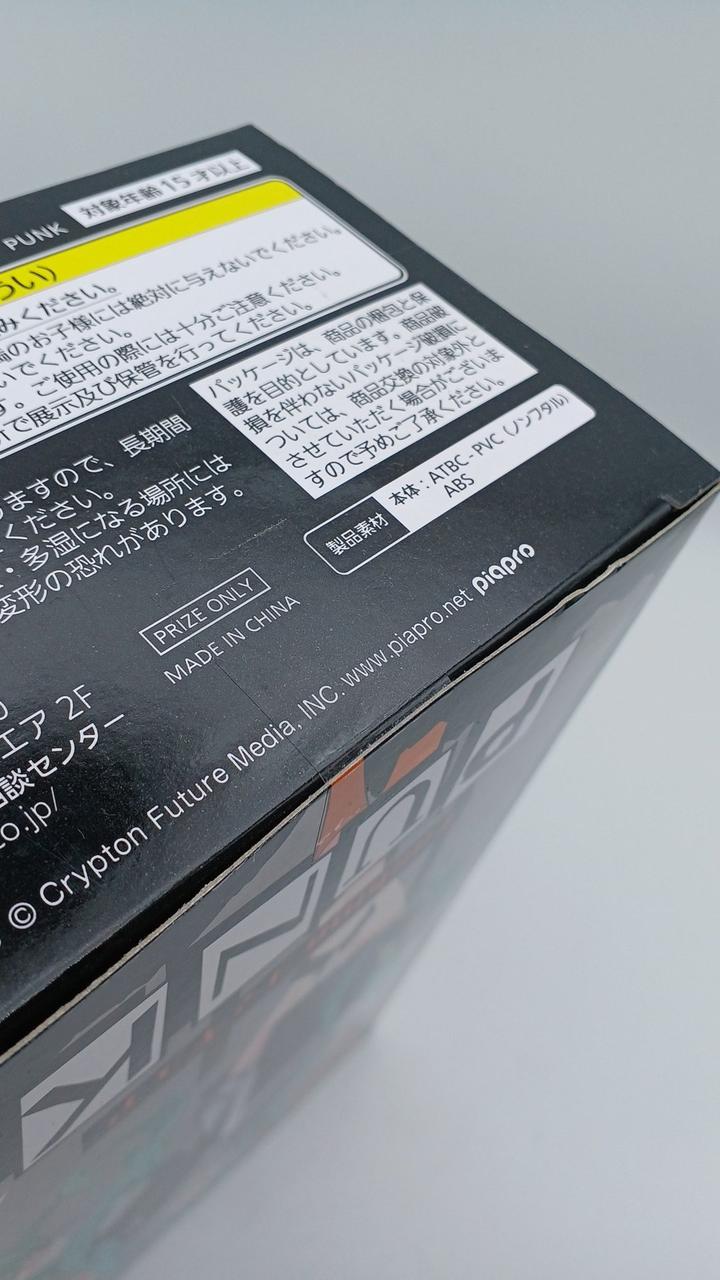 PUNK 対象年齢15才以上
うい)
みください。
のお子様には絶対に与えないでください。
いでください。
す。ご使用の際には十分ご注意ください。
で展示及び保管を行ってください。
パッケージは、商品の梱包と保
護を目的としています。商品破
損を伴わないパッケージ破損に
ついては、商品交換の対象外と
させていただく場合がございま
すので予めご了承ください。
ますので、長期間
ください。
・多湿になる場所には
変形の恐れがあります。
製品素材 本体：ATBC-PVC（ノンフタル）
ABS
PRIZE ONLY
MADE IN CHINA
エア 2F
相談センター
to.jp/
© Crypton Future Media, INC. www.piapro.net piapro
PUNK